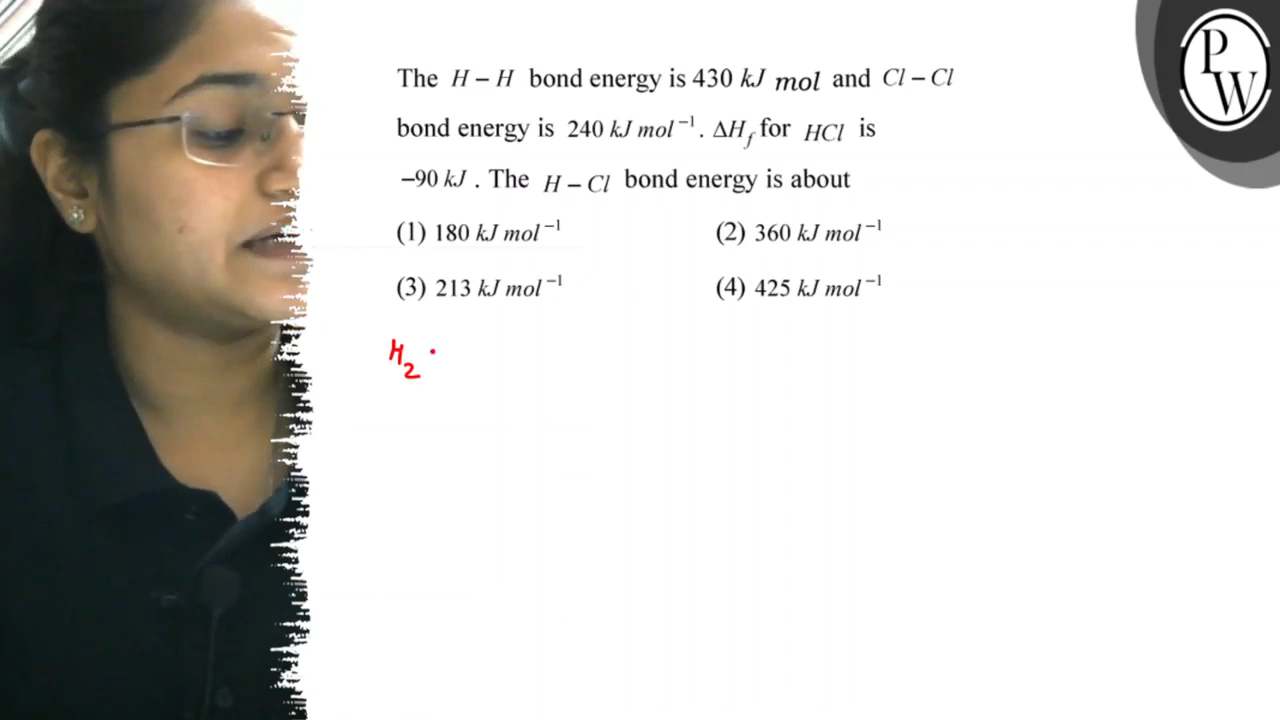 The H – H bond energy is 430 kJ mol and Cl – Cl
bond energy is 240 kJ mol⁻¹. ΔH_f for HCl is
–90 kJ . The H – Cl bond energy is about
(1) 180 kJ mol⁻¹ (2) 360 kJ mol⁻¹
(3) 213 kJ mol⁻¹ (4) 425 kJ mol⁻¹
H₂
P
W